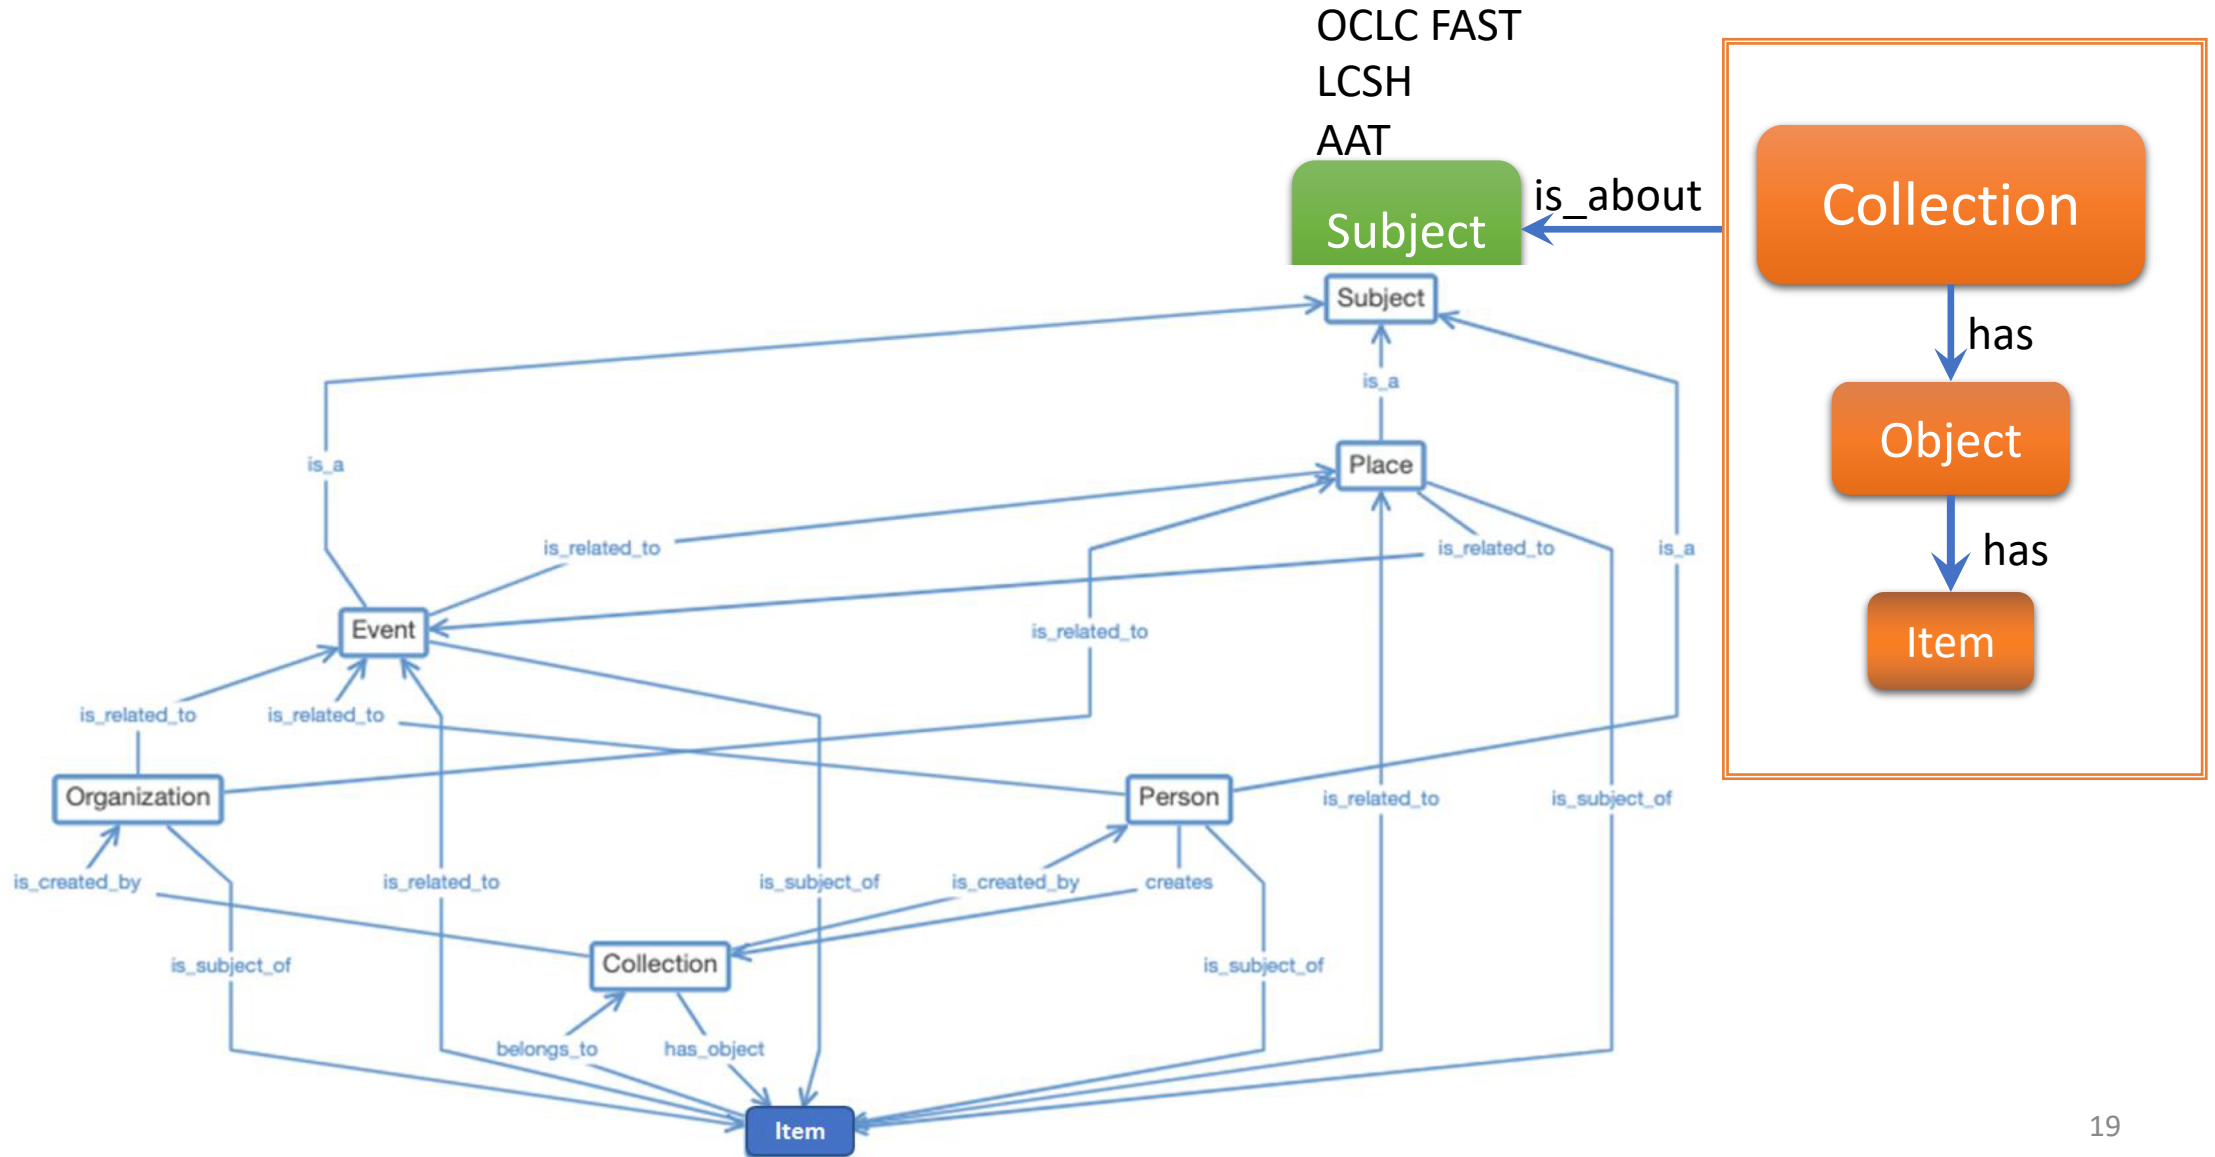 OCLC FAST
LCSH
AAT
Subject
is_about
Collection
has
Object
has
Item
Subject
is_a
Place
is_a
is_related_to
is_related_to
is_a
Event
is_related_to
is_related_to
is_related_to
Organization
Person
is_related_to
is_subject_of
is_created_by
is_related_to
is_subject_of
is_created_by
creates
is_subject_of
Collection
is_subject_of
belongs_to
has_object
Item
19